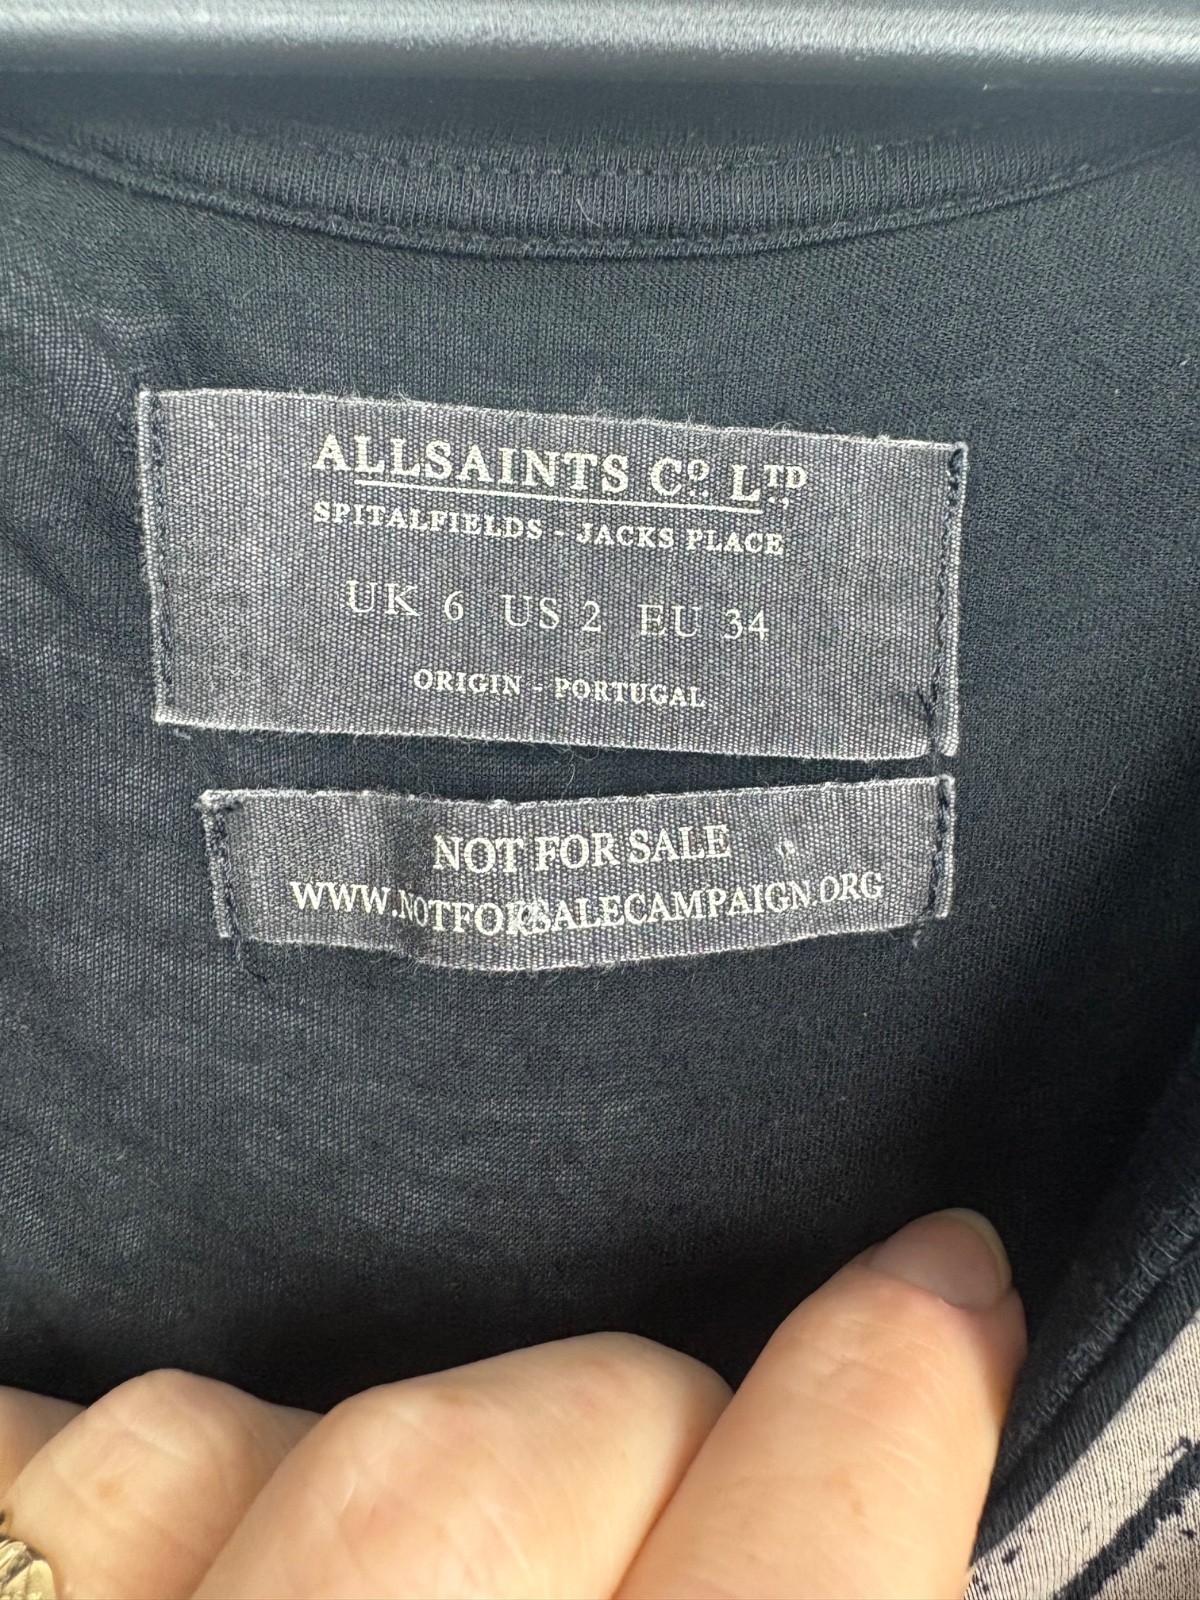 ALLSAINTS Cº. LTD.,
SPITALFIELDS - JACKS PLACE
UK 6 US 2 EU 34
ORIGIN - PORTUGAL
NOT FOR SALE
WWW.NOTFORSALECAMPAIGN.ORG